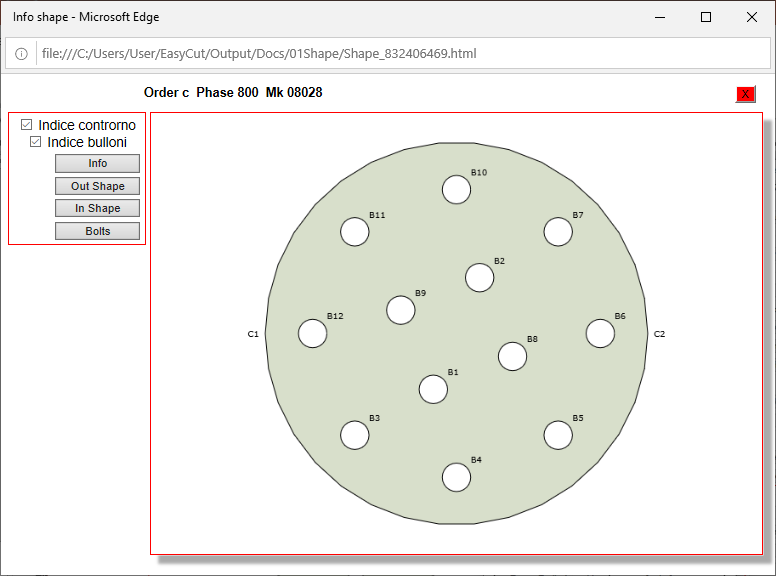 Info shape - Microsoft Edge
file:///C:/Users/User/EasyCut/Output/Docs/01Shape/Shape_832406469.html
Order c  Phase 800  Mk 08028
X
Indice controrno
Indice bulloni
Info
Out Shape
In Shape
Bolts
B10
B11
B7
B2
B9
B12
B6
C1
C2
B8
B1
B3
B5
B4